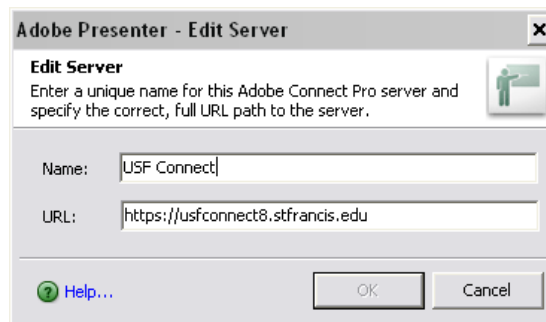 Adobe Presenter - Edit Server
Edit Server
Enter a unique name for this Adobe Connect Pro server and
specify the correct, full URL path to the server.
Name: USF Connect
URL: https://usfconnect8.stfrancis.edu
Help... OK Cancel